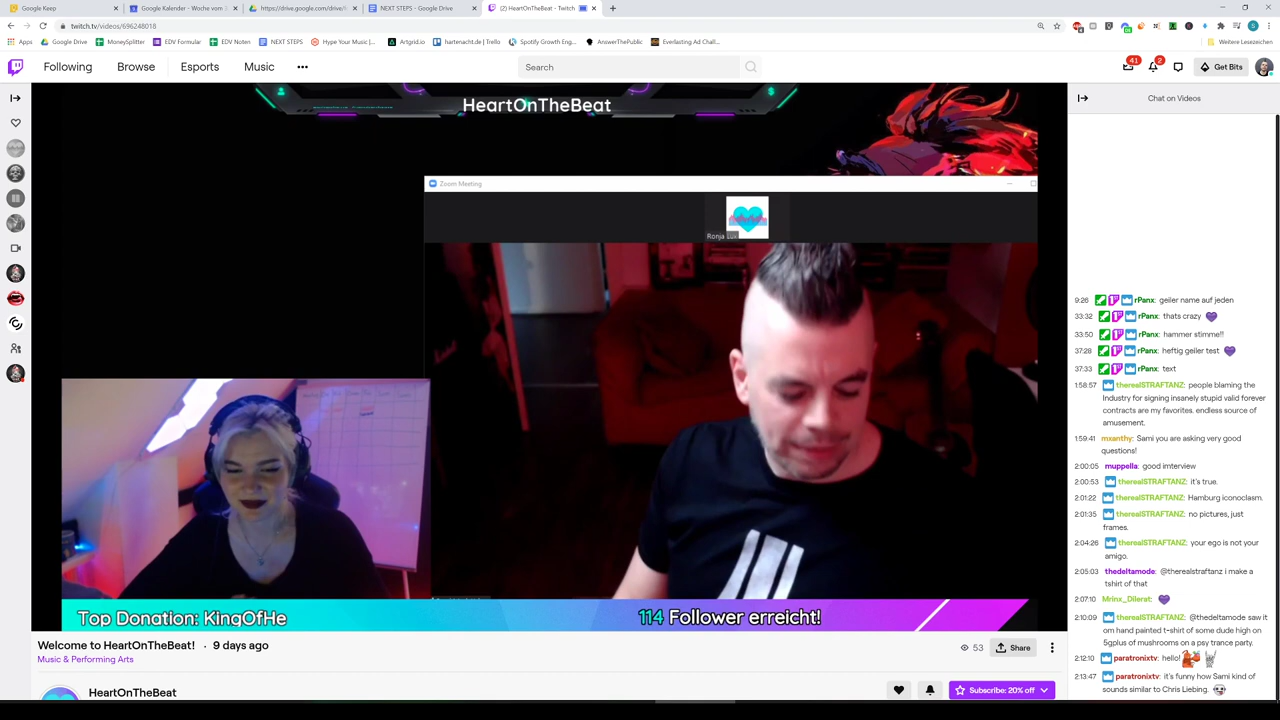 Google Keep
Google Kalender - Woche vom
https://drive.google.com/drive/
NEXT STEPS - Google Drive
(2) HeartOnTheBeat - Twitch
twitch.tv/videos/696248018
Apps
Google Drive
MoneySplitter
EDV Formular
EDV Noten
NEXT STEPS
Hype Your Music |...
Artgrid.io
hartenacht.de | Trello
Spotify Growth Eng...
AnswerThePublic
Everlasting Ad Chall...
Weitere Lesezeichen
Following
Browse
Esports
Music
Search
41
2
Get Bits
HeartOnTheBeat
Zoom Meeting
Ronja Lux
Top Donation: KingOfHe
114 Follower erreicht!
Welcome to HeartOnTheBeat! · 9 days ago
Music & Performing Arts
53
Share
HeartOnTheBeat
Subscribe: 20% off
Chat on Videos
9:26 rPanx: geiler name auf jeden
33:32 rPanx: thats crazy
33:50 rPanx: hammer stimme!!
37:28 rPanx: heftig geiler test
37:33 rPanx: text
1:58:57 therealSTRAFTANZ: people blaming the
Industry for signing insanely stupid valid forever
contracts are my favorites. endless source of
amusement.
1:59:41 mxanthy: Sami you are asking very good
questions!
2:00:05 muppella: good imterview
2:00:53 therealSTRAFTANZ: it's true.
2:01:22 therealSTRAFTANZ: Hamburg iconoclasm.
2:01:35 therealSTRAFTANZ: no pictures, just
frames.
2:04:26 therealSTRAFTANZ: your ego is not your
amigo.
2:05:03 thedeltamode: @therealstraftanz i make a
tshirt of that
2:07:10 Mrinx_Dilerat:
2:10:09 therealSTRAFTANZ: @thedeltamode saw it
om hand painted t-shirt of some dude high on
5gplus of mushrooms on a psy trance party.
2:12:10 paratronixtv: hello!
2:13:47 paratronixtv: it's funny how Sami kind of
sounds similar to Chris Liebing.